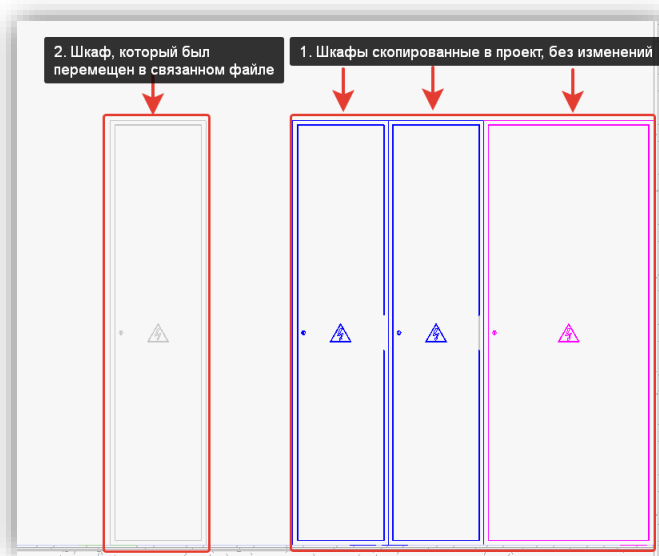 2. Шкаф, который был
перемещен в связанном файле
1. Шкафы скопированные в проект, без изменений